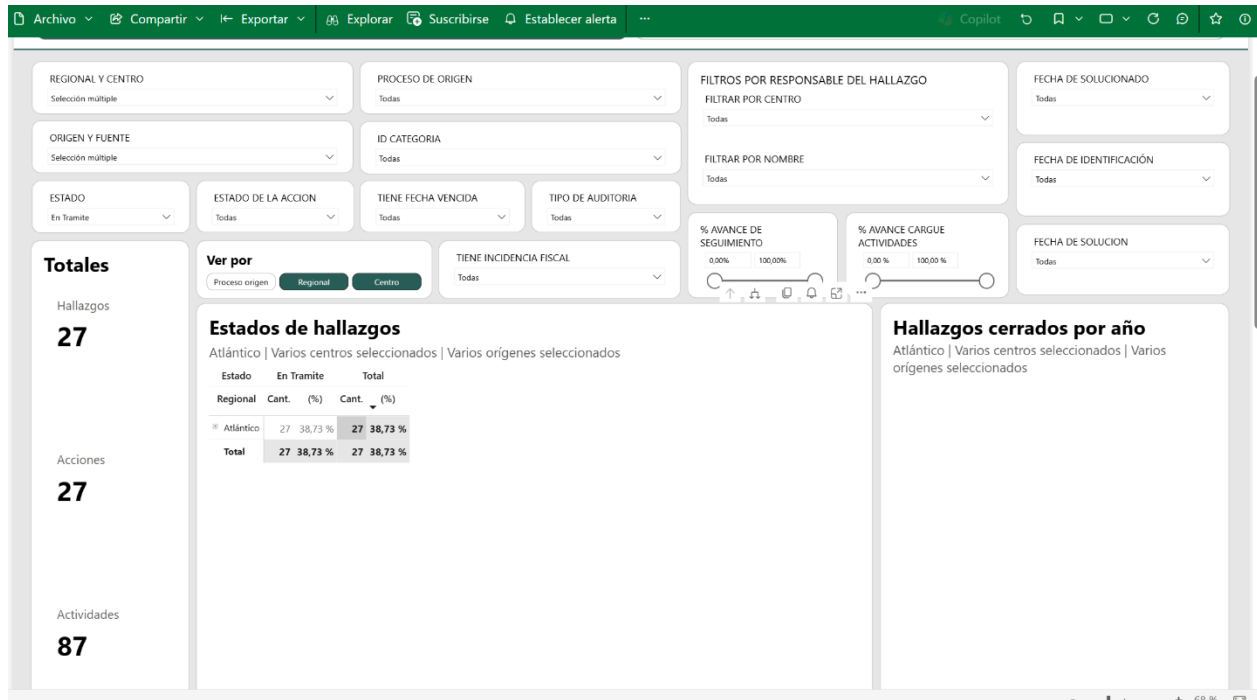 Archivo Compartir Exportar Explorar Suscribirse Establecer alerta ··· Copilot
REGIONAL Y CENTRO
Selección múltiple
PROCESO DE ORIGEN
Todas
FILTROS POR RESPONSABLE DEL HALLAZGO
FILTRAR POR CENTRO
Todas
FECHA DE SOLUCIONADO
Todas
ORIGEN Y FUENTE
Selección múltiple
ID CATEGORIA
Todas
FILTRAR POR NOMBRE
Todas
FECHA DE IDENTIFICACIÓN
Todas
ESTADO
En Tramite
ESTADO DE LA ACCION
Todas
TIENE FECHA VENCIDA
Todas
TIPO DE AUDITORIA
Todas
% AVANCE DE
SEGUIMIENTO
0,00% 100,00%
% AVANCE CARGUE
ACTIVIDADES
0,00 % 100,00 %
FECHA DE SOLUCION
Todas
Totales
Hallazgos
27
Acciones
27
Actividades
87
Ver por
Proceso origen Regional Centro
TIENE INCIDENCIA FISCAL
Todas
Estados de hallazgos
Atlántico | Varios centros seleccionados | Varios orígenes seleccionados
Estado En Tramite Total
Regional Cant. (%) Cant. (%)
Atlántico 27 38,73 % 27 38,73 %
Total 27 38,73 % 27 38,73 %
Hallazgos cerrados por año
Atlántico | Varios centros seleccionados | Varios
orígenes seleccionados
68 %